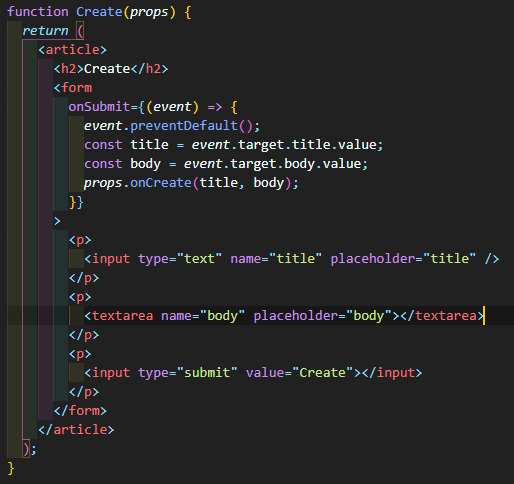 function Create(props) {
  return (
    <article>
      <h2>Create</h2>
      <form
        onSubmit={(event) => {
          event.preventDefault();
          const title = event.target.title.value;
          const body = event.target.body.value;
          props.onCreate(title, body);
        }}
      >
        <p>
          <input type="text" name="title" placeholder="title" />
        </p>
        <p>
          <textarea name="body" placeholder="body"></textarea>
        </p>
        <p>
          <input type="submit" value="Create"></input>
        </p>
      </form>
    </article>
  );
}